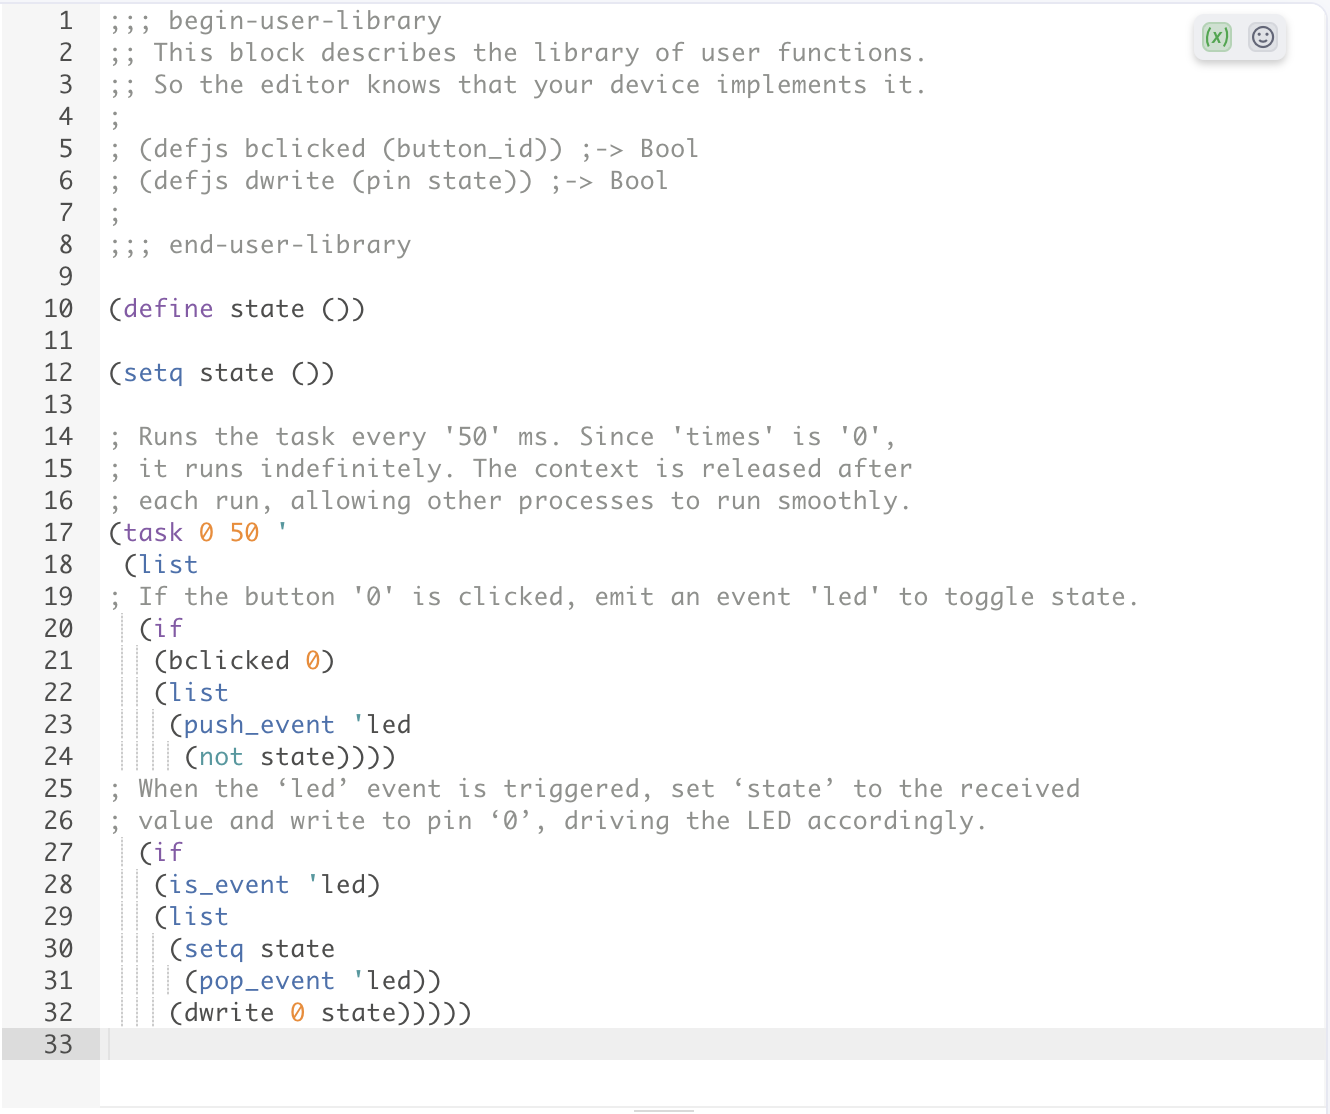 1 ;;; begin-user-library
2 ;; This block describes the library of user functions.
3 ;; So the editor knows that your device implements it.
4 ;
5 ; (defjs bclicked (button_id)) ;-> Bool
6 ; (defjs dwrite (pin state)) ;-> Bool
7 ;
8 ;;; end-user-library
9
10 (define state ())
11
12 (setq state ())
13
14 ; Runs the task every '50' ms. Since 'times' is '0',
15 ; it runs indefinitely. The context is released after
16 ; each run, allowing other processes to run smoothly.
17 (task 0 50 '
18  (list
19 ; If the button '0' is clicked, emit an event 'led' to toggle state.
20   (if
21    (bclicked 0)
22    (list
23     (push_event 'led
24      (not state))))
25 ; When the ‘led’ event is triggered, set ‘state’ to the received
26 ; value and write to pin ‘0’, driving the LED accordingly.
27   (if
28    (is_event 'led)
29    (list
30     (setq state
31      (pop_event 'led))
32     (dwrite 0 state)))))
33
(x)